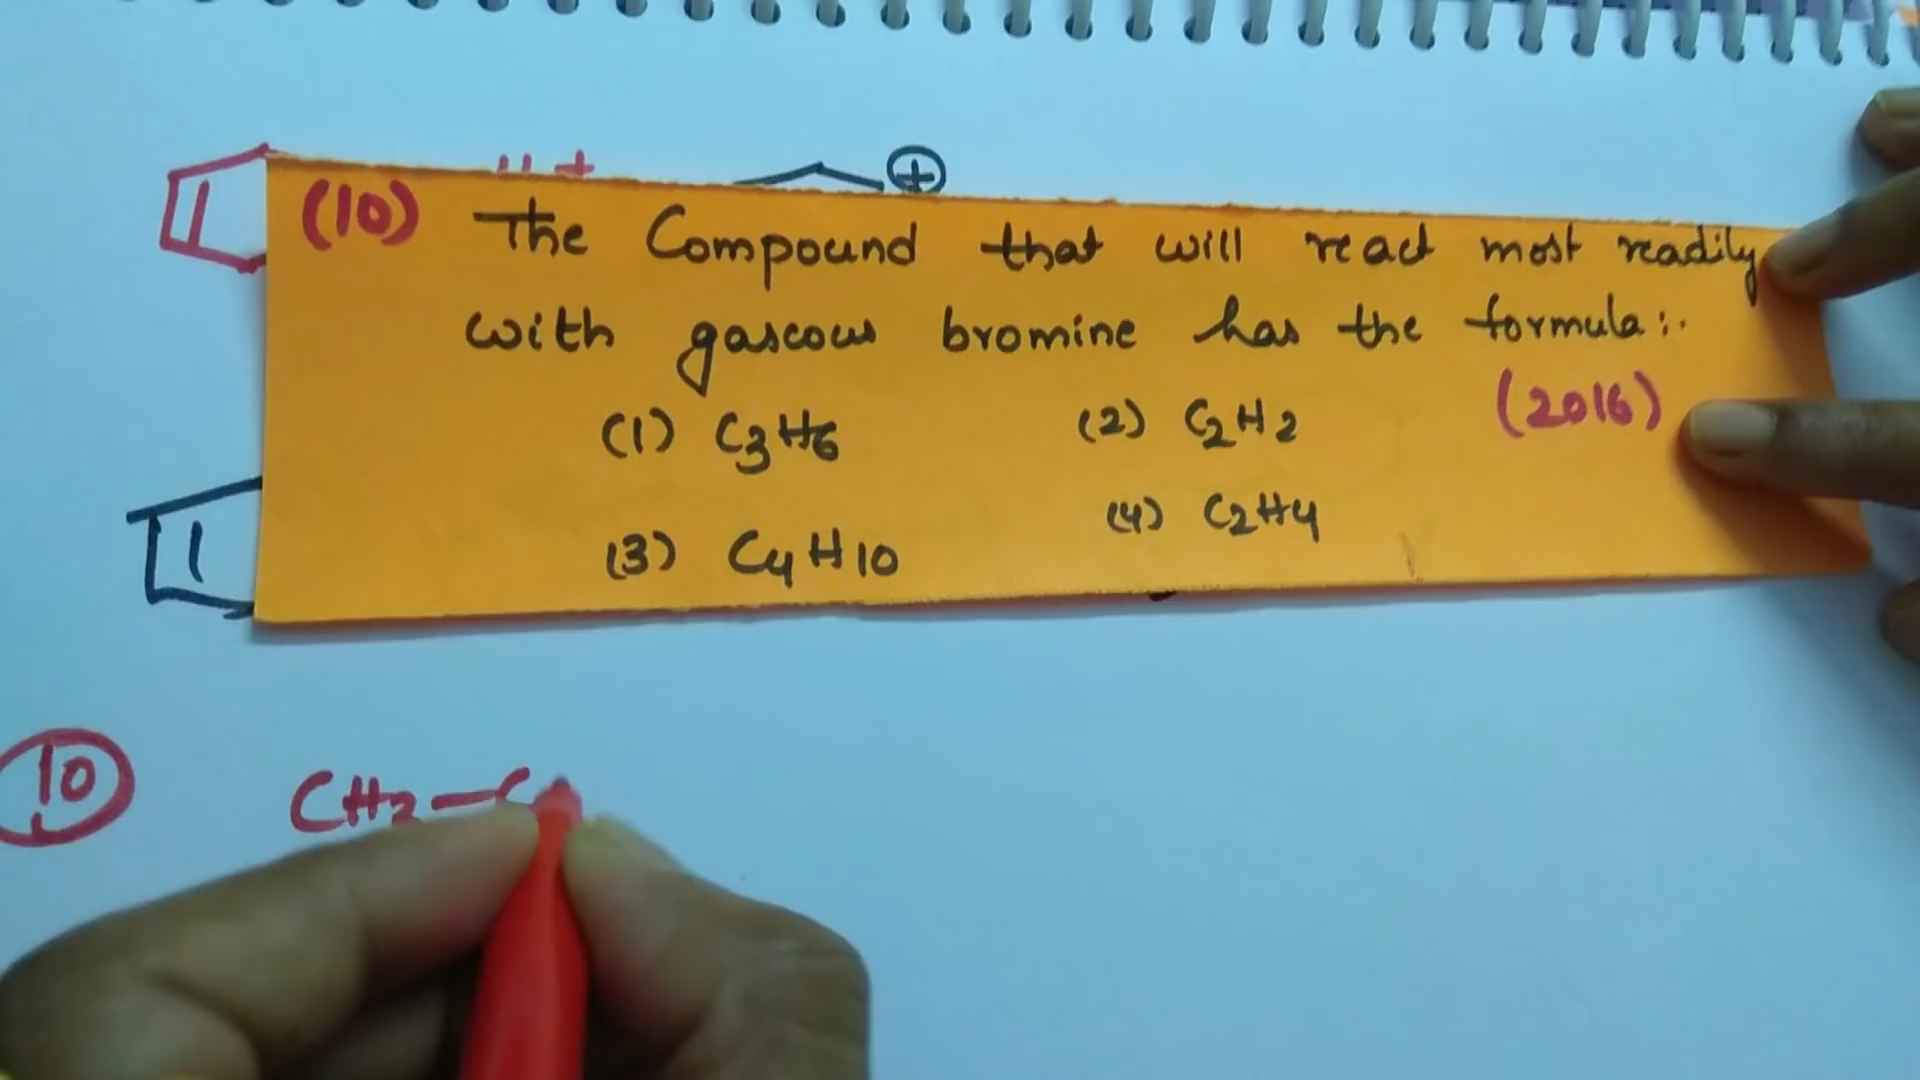 (10) The Compound that will react most readily
with gaseous bromine has the formula:-
(1) C3H6 (2) C2H2 (2016)
(3) C4H10 (4) C2H4
10 CH3-C